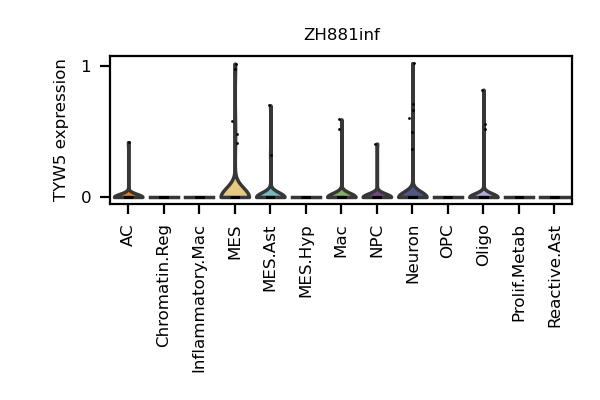 ZH881inf
TYW5 expression
1
0
AC
Chromatin.Reg
Inflammatory.Mac
MES
MES.Ast
MES.Hyp
Mac
NPC
Neuron
OPC
Oligo
Prolif.Metab
Reactive.Ast